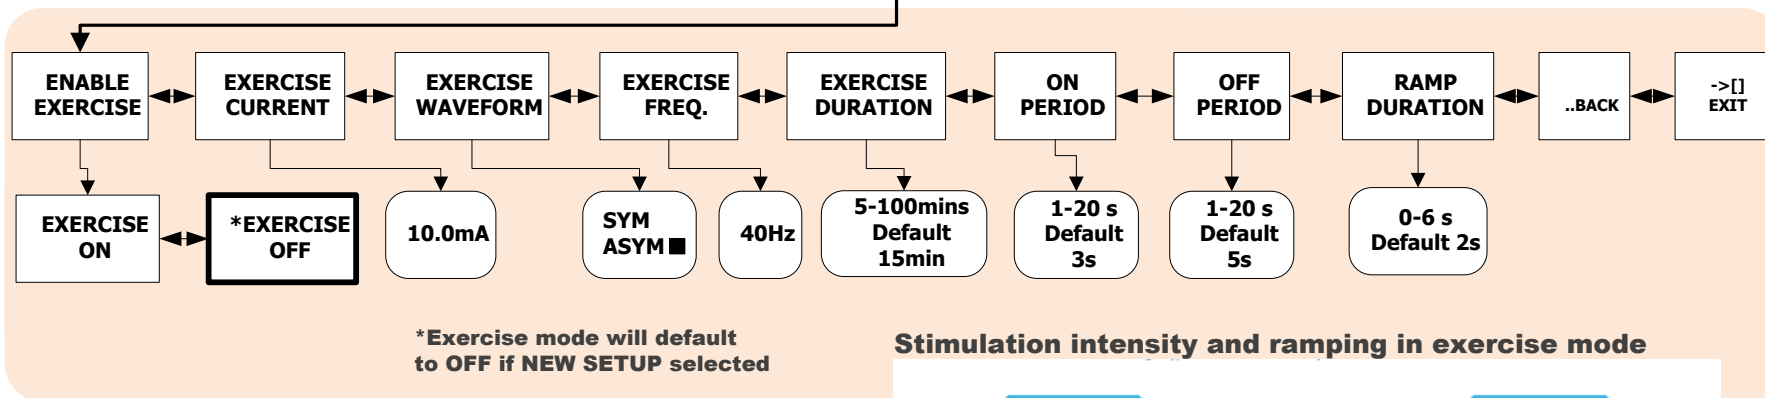 ENABLE
EXERCISE
EXERCISE
CURRENT
EXERCISE
WAVEFORM
EXERCISE
FREQ.
EXERCISE
DURATION
ON
PERIOD
OFF
PERIOD
RAMP
DURATION
..BACK
->[]
EXIT
EXERCISE
ON
*EXERCISE
OFF
10.0mA
SYM
ASYM
40Hz
5-100mins
Default
15min
1-20 s
Default
3s
1-20 s
Default
5s
0-6 s
Default 2s
*Exercise mode will default
to OFF if NEW SETUP selected
Stimulation intensity and ramping in exercise mode